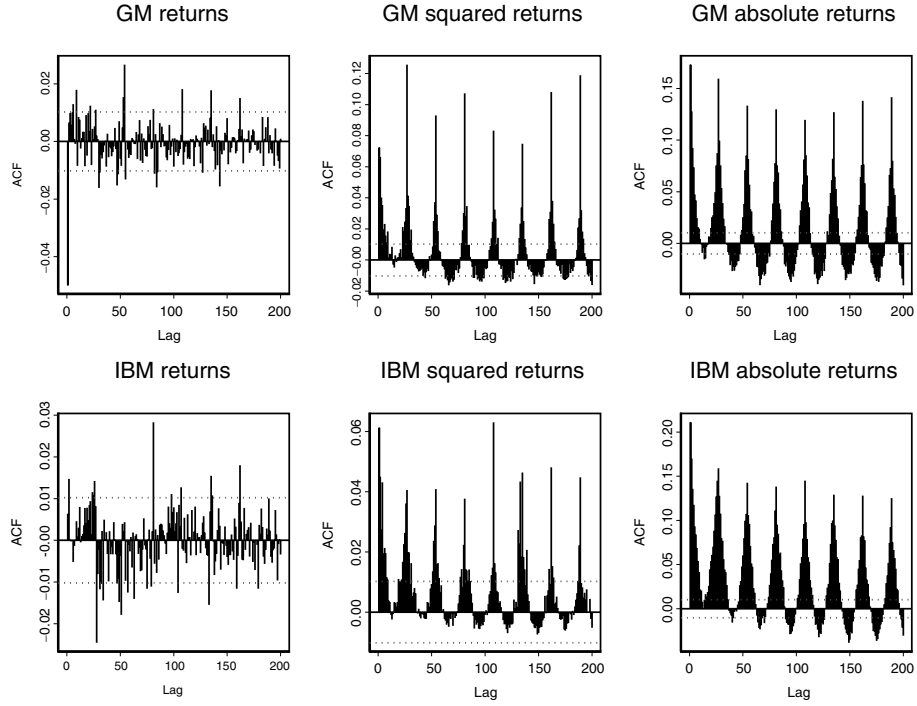 GM returns
GM squared returns
GM absolute returns
ACF
0.02
0.00
−0.02
−0.04
0 50 100 150 200
Lag
ACF
0.12
0.10
0.08
0.06
0.04
0.02
−0.00
−0.02
0 50 100 150 200
Lag
ACF
0.15
0.10
0.05
0.00
0 50 100 150 200
Lag
IBM returns
IBM squared returns
IBM absolute returns
ACF
0.03
0.02
0.01
−0.00
−0.01
−0.02
0 50 100 150 200
Lag
ACF
0.06
0.04
0.02
0.00
0 50 100 150 200
Lag
ACF
0.20
0.15
0.10
0.05
0.00
0 50 100 150 200
Lag